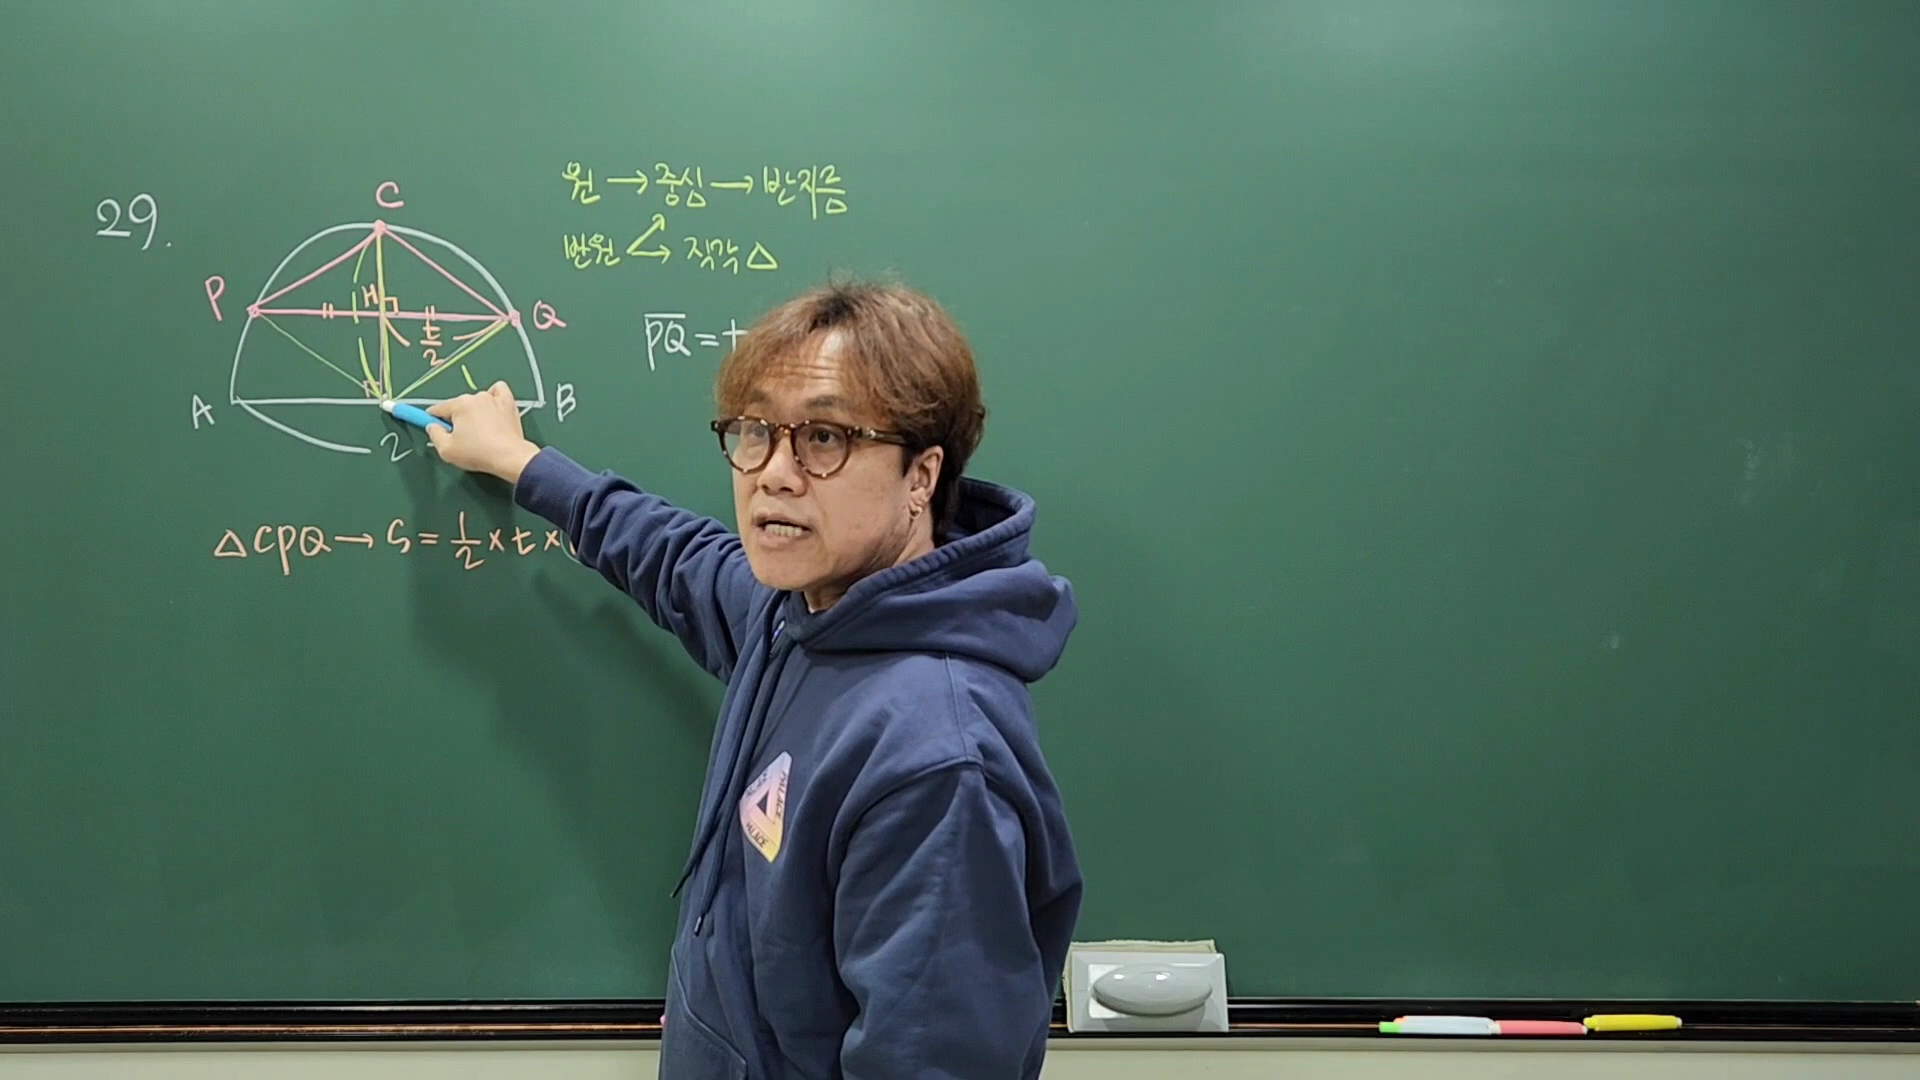 29.
C
P
H
Q
t/2
1
1
A
B
2
원 → 중심 → 반지름
반원 → 직각 △
PQ = t
△CPQ → S = 1/2 × t × (
PALACE